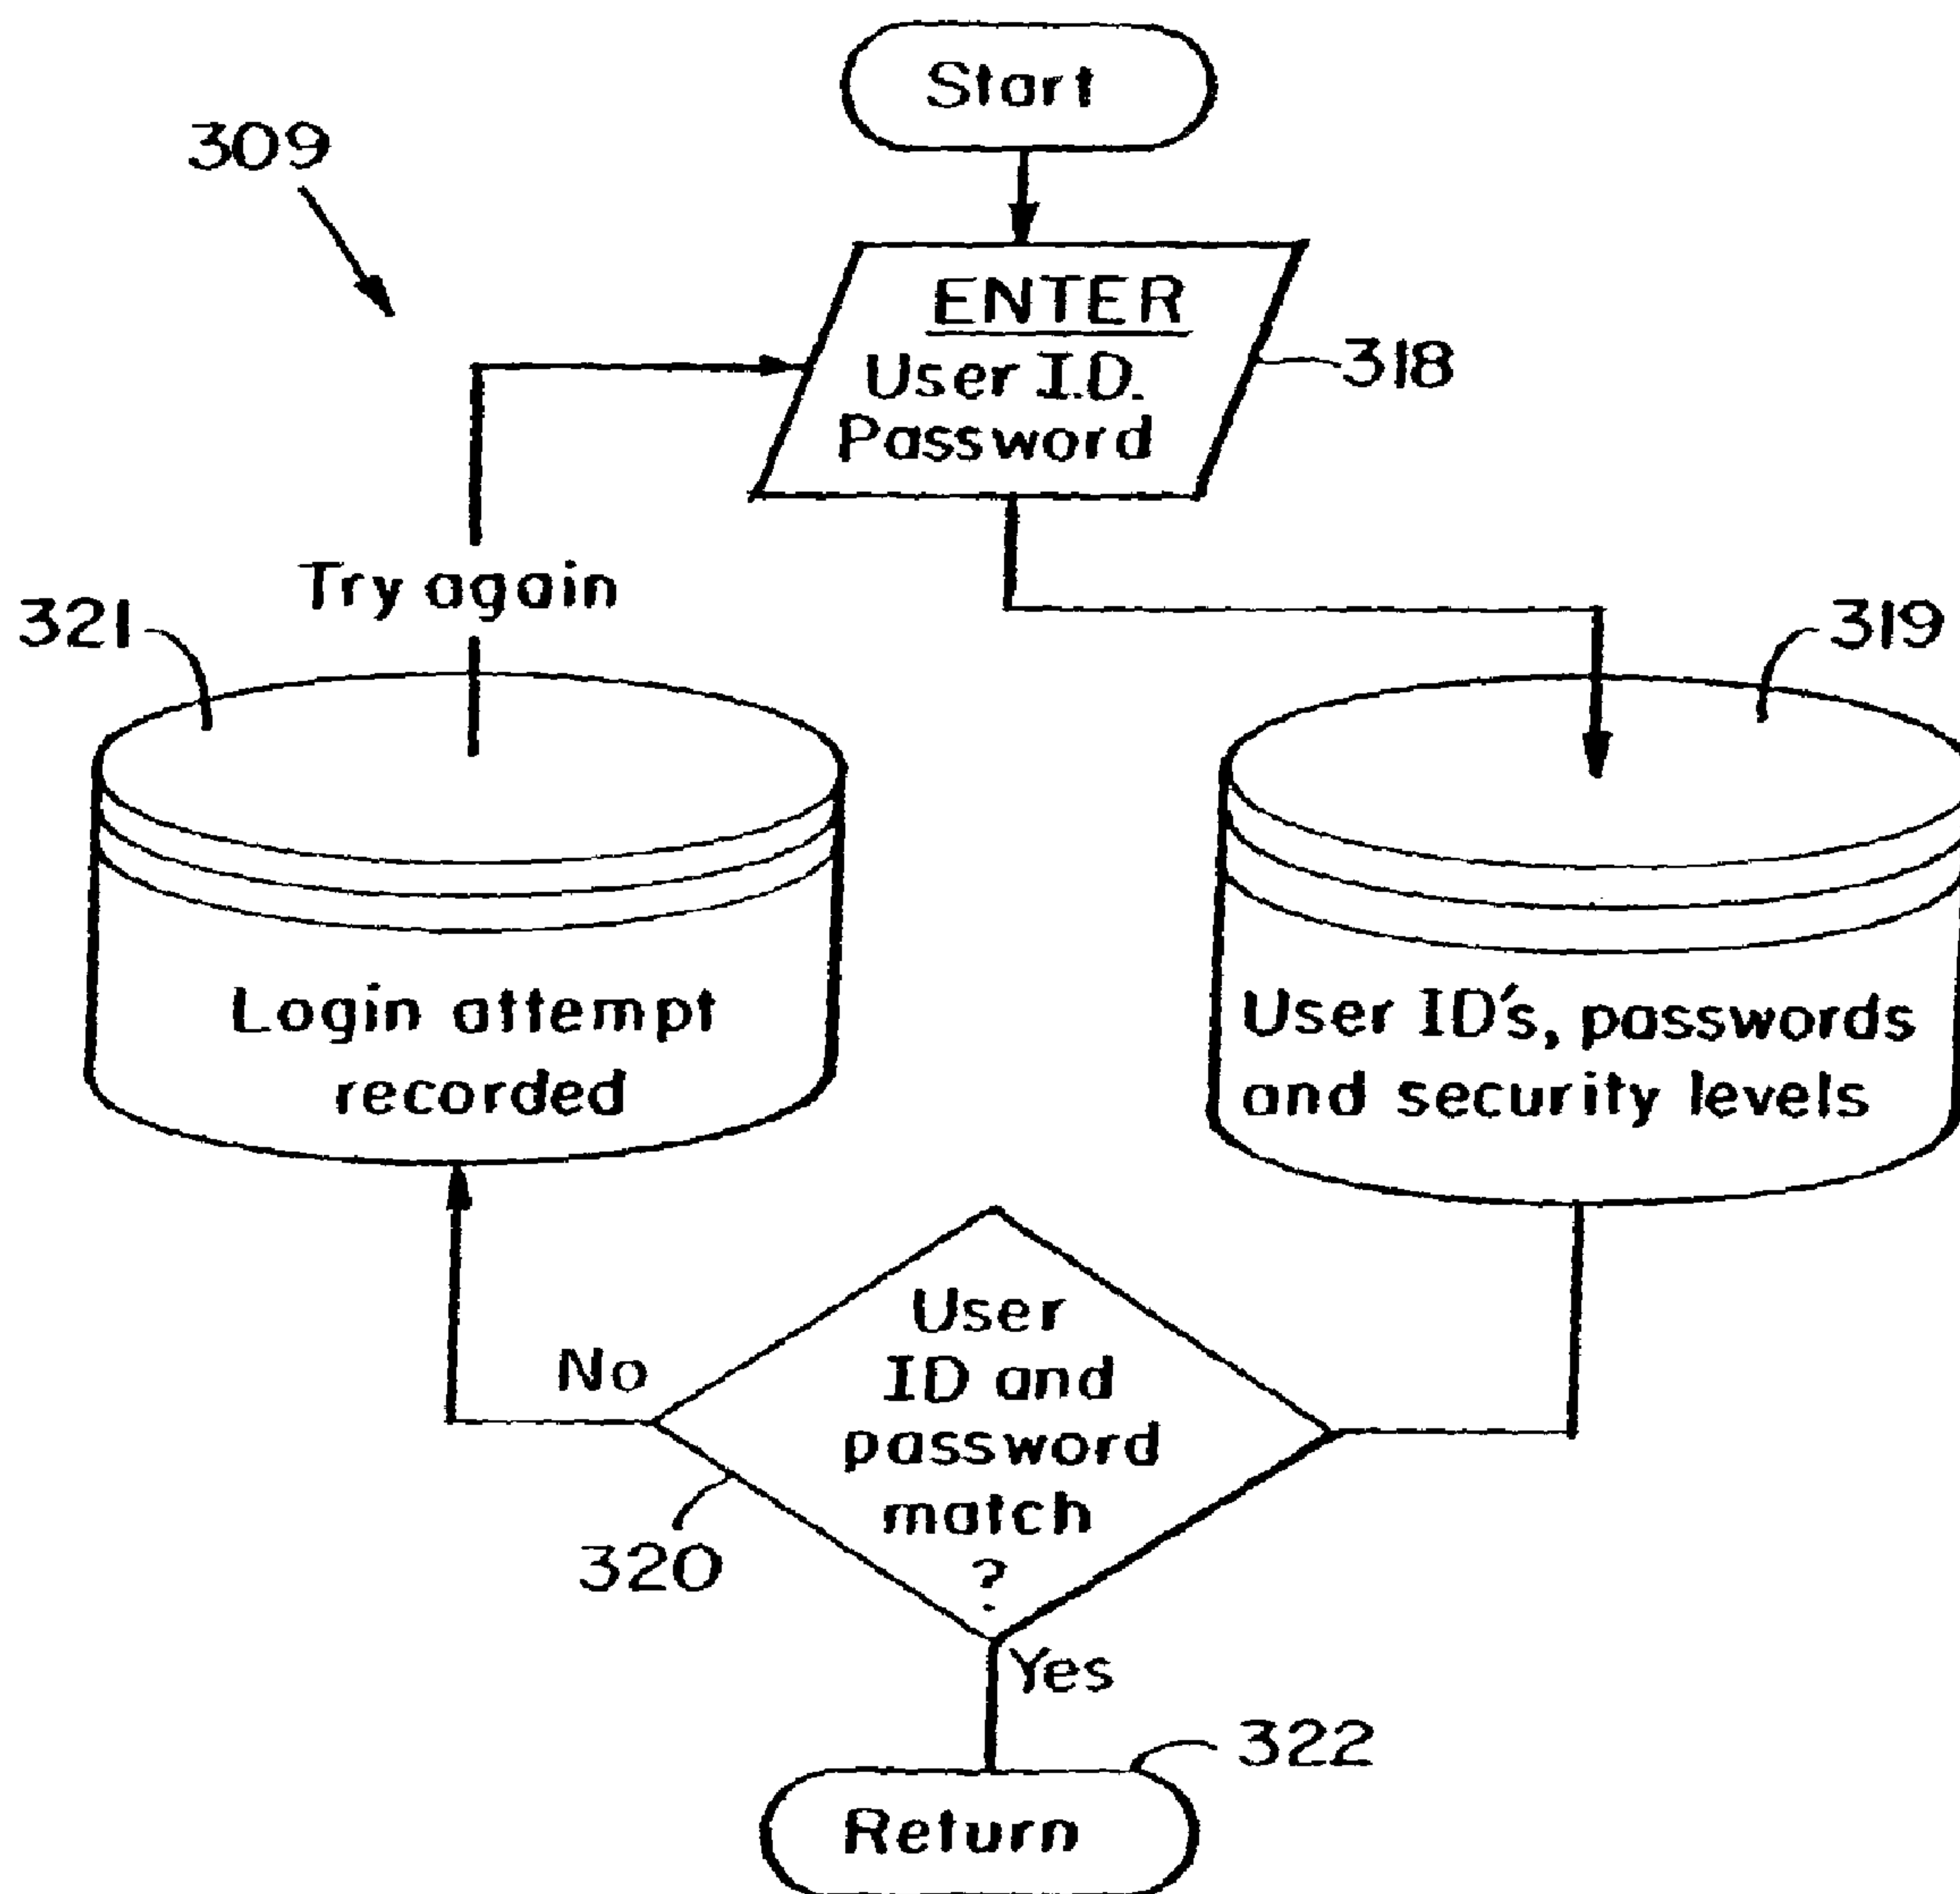 Start
309
ENTER
User I.D.
Password
318
Try again
321
319
Login attempt
recorded
User ID's, passwords
and security levels
User
ID and
password
match
?
No
320
Yes
322
Return